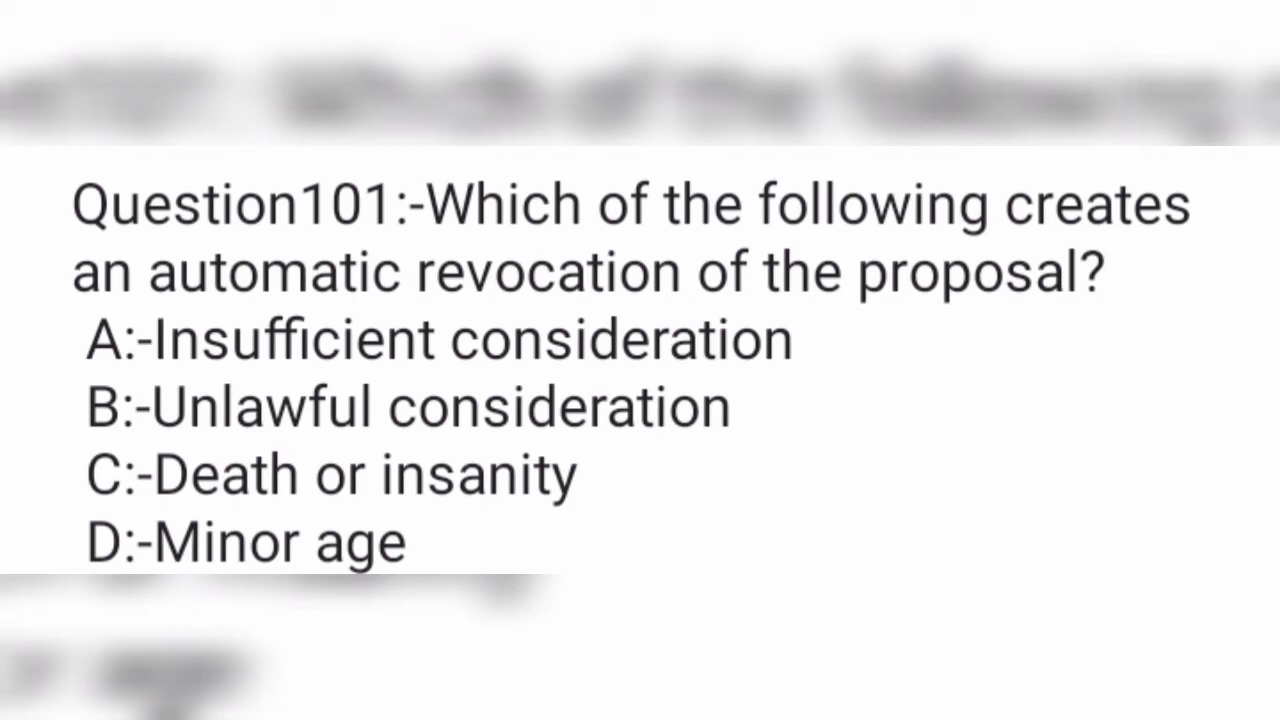 Question101:-Which of the following creates
an automatic revocation of the proposal?
A:-Insufficient consideration
B:-Unlawful consideration
C:-Death or insanity
D:-Minor age